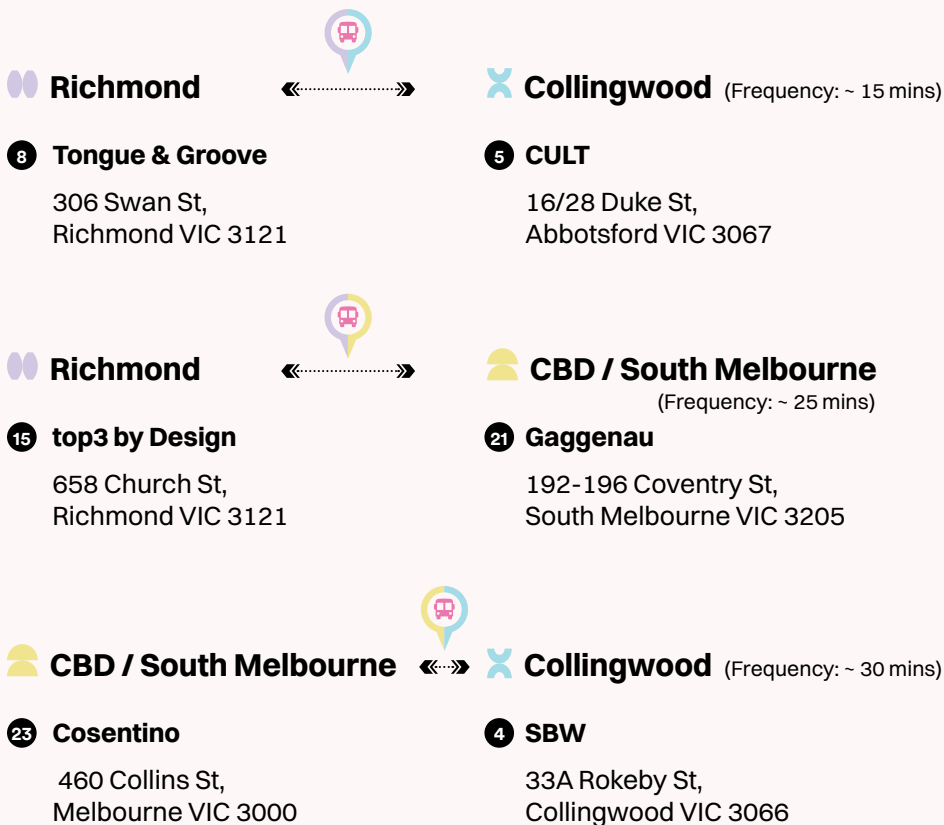 Richmond
Collingwood (Frequency: ~ 15 mins)
8 Tongue & Groove
306 Swan St,
Richmond VIC 3121
5 CULT
16/28 Duke St,
Abbotsford VIC 3067
Richmond
CBD / South Melbourne
(Frequency: ~ 25 mins)
15 top3 by Design
658 Church St,
Richmond VIC 3121
21 Gaggenau
192-196 Coventry St,
South Melbourne VIC 3205
CBD / South Melbourne
Collingwood (Frequency: ~ 30 mins)
23 Cosentino
460 Collins St,
Melbourne VIC 3000
4 SBW
33A Rokeby St,
Collingwood VIC 3066